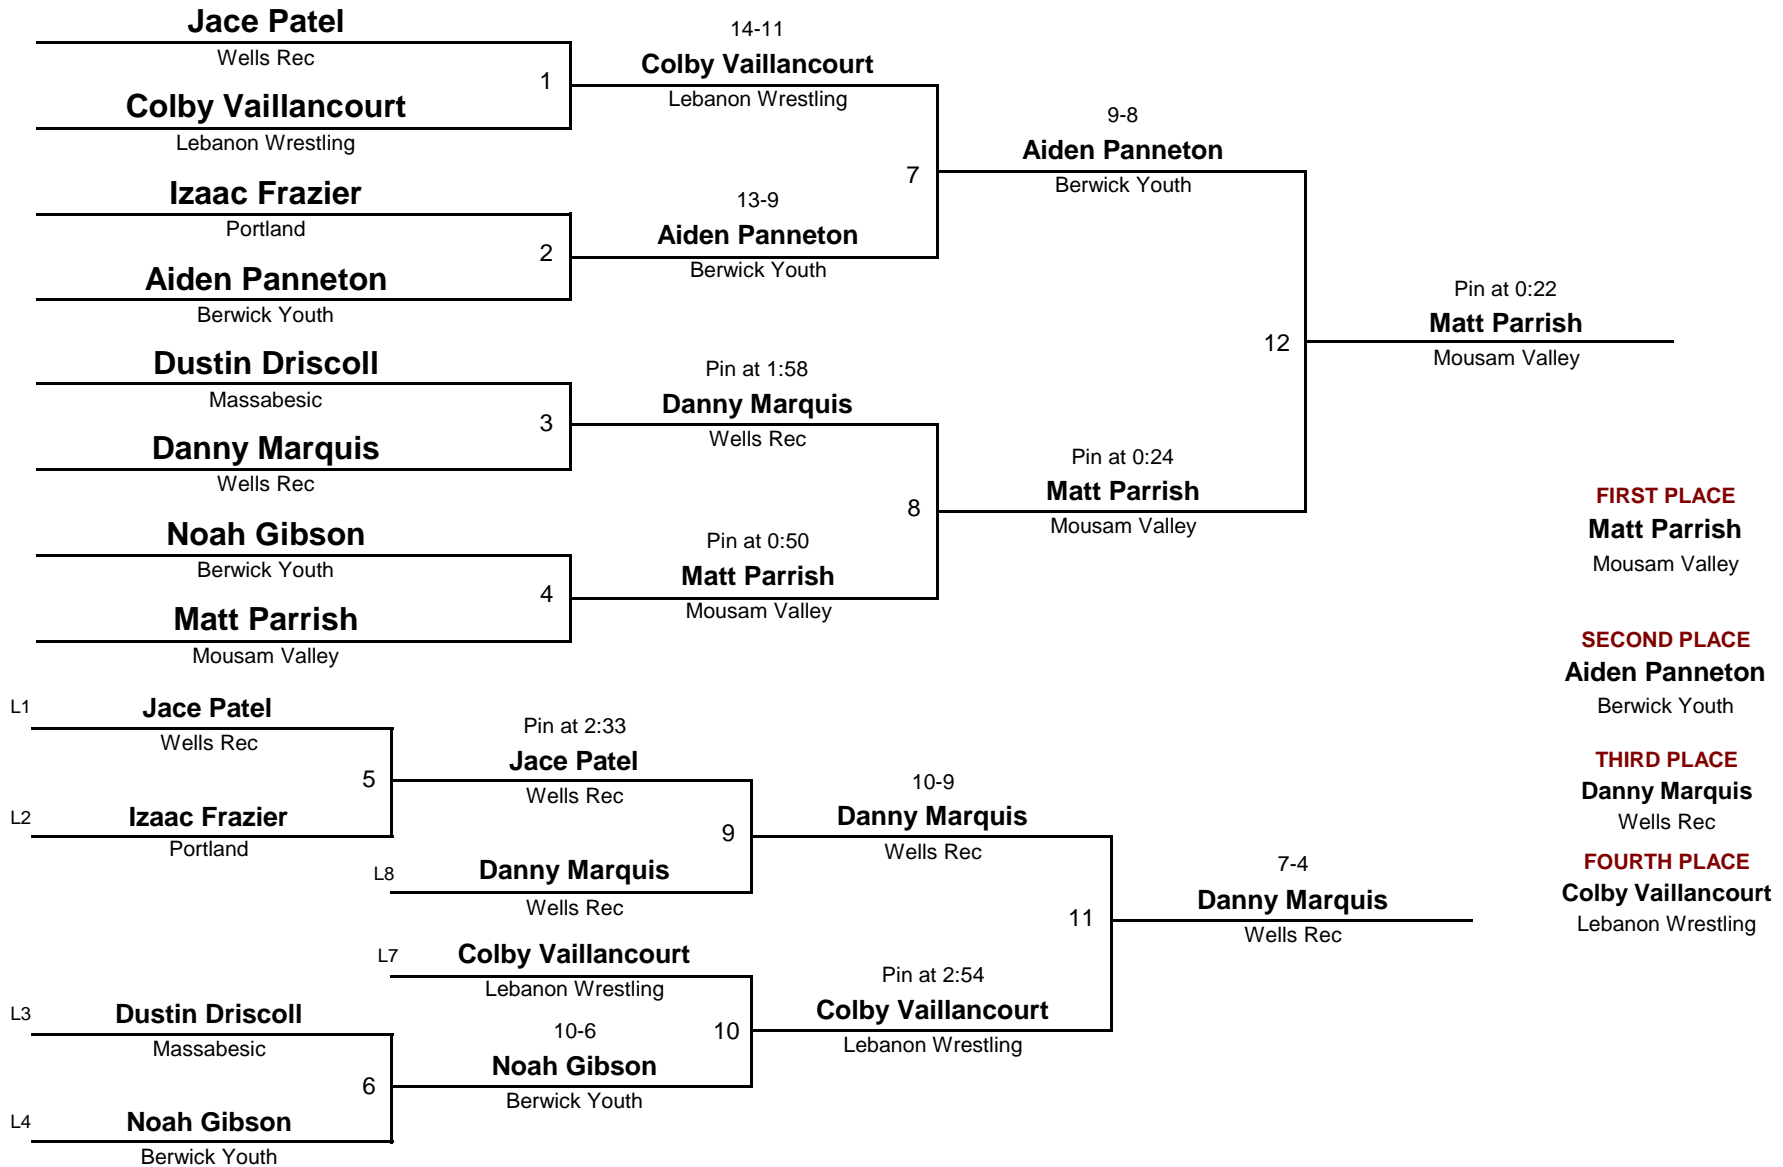 Jace Patel
Wells Rec
1
Colby Vaillancourt
Lebanon Wrestling
14-11
Colby Vaillancourt
Lebanon Wrestling
Izaac Frazier
Portland
2
Aiden Panneton
Berwick Youth
13-9
Aiden Panneton
Berwick Youth
7
9-8
Aiden Panneton
Berwick Youth
Dustin Driscoll
Massabesic
3
Danny Marquis
Wells Rec
Pin at 1:58
Danny Marquis
Wells Rec
Noah Gibson
Berwick Youth
4
Matt Parrish
Mousam Valley
Pin at 0:50
Matt Parrish
Mousam Valley
8
Pin at 0:24
Matt Parrish
Mousam Valley
12
Pin at 0:22
Matt Parrish
Mousam Valley
L1
Jace Patel
Wells Rec
5
L2
Izaac Frazier
Portland
Pin at 2:33
Jace Patel
Wells Rec
9
L8
Danny Marquis
Wells Rec
10-9
Danny Marquis
Wells Rec
L7
Colby Vaillancourt
Lebanon Wrestling
L3
Dustin Driscoll
Massabesic
6
L4
Noah Gibson
Berwick Youth
10-6
Noah Gibson
Berwick Youth
10
Pin at 2:54
Colby Vaillancourt
Lebanon Wrestling
11
7-4
Danny Marquis
Wells Rec
FIRST PLACE
Matt Parrish
Mousam Valley
SECOND PLACE
Aiden Panneton
Berwick Youth
THIRD PLACE
Danny Marquis
Wells Rec
FOURTH PLACE
Colby Vaillancourt
Lebanon Wrestling